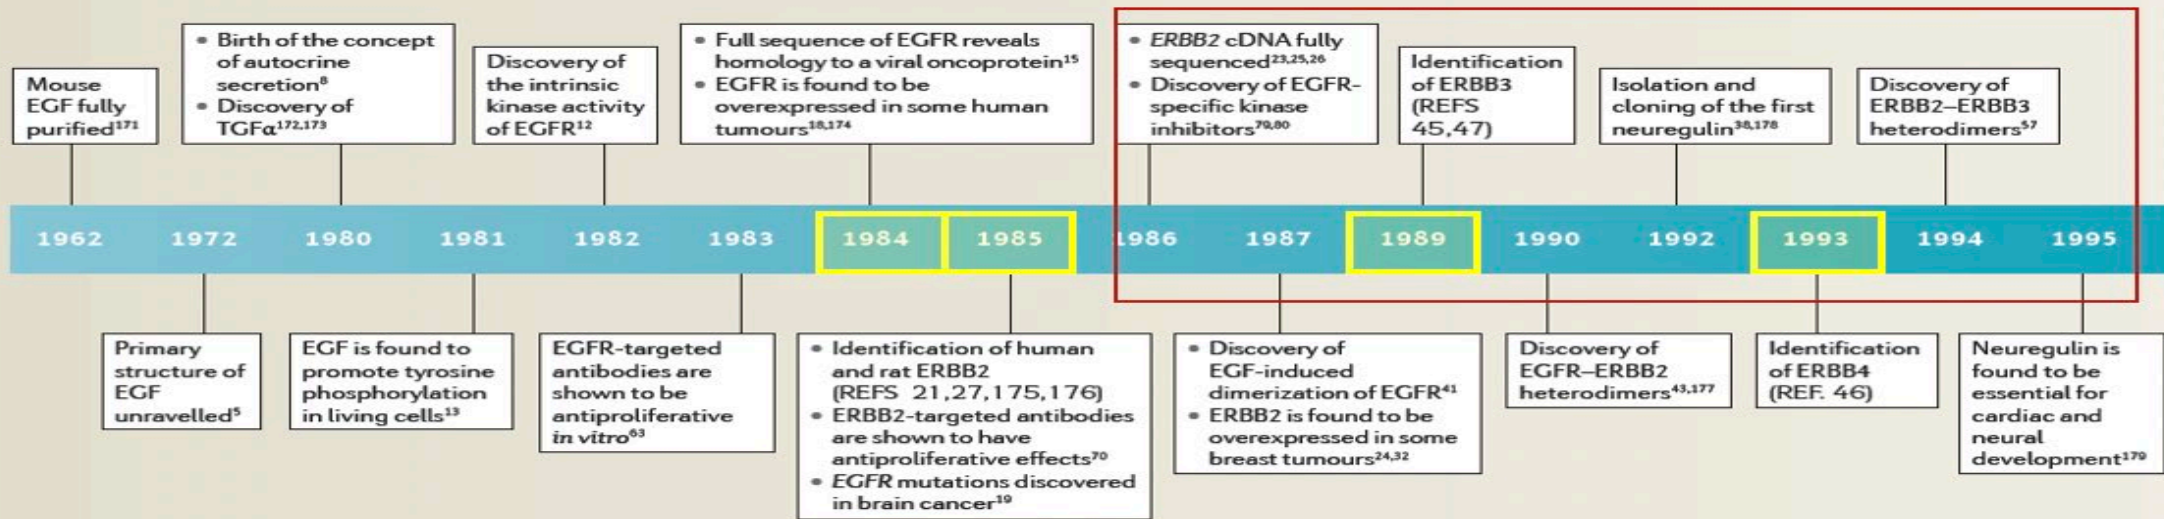 Mouse
EGF fully
purified¹⁷¹
• Birth of the concept
of autocrine
secretion⁸
• Discovery of
TGFα¹⁷²,¹⁷³
Discovery of
the intrinsic
kinase activity
of EGFR¹²
• Full sequence of EGFR reveals
homology to a viral oncoprotein¹⁵
• EGFR is found to be
overexpressed in some human
tumours¹⁸,¹⁷⁴
• ERBB2 cDNA fully
sequenced²³,²⁵,²⁶
• Discovery of EGFR-
specific kinase
inhibitors⁷⁹,⁸⁰
Identification
of ERBB3
(REFS
45,47)
Isolation and
cloning of the first
neuregulin³⁸,¹⁷⁸
Discovery of
ERBB2–ERBB3
heterodimers⁵⁷
1962 1972 1980 1981 1982 1983 1984 1985 1986 1987 1989 1990 1992 1993 1994 1995
Primary
structure of
EGF
unravelled⁵
EGF is found to
promote tyrosine
phosphorylation
in living cells¹³
EGFR-targeted
antibodies are
shown to be
antiproliferative
in vitro⁶³
• Identification of human
and rat ERBB2
(REFS 21,27,175,176)
• ERBB2-targeted antibodies
are shown to have
antiproliferative effects⁷⁰
• EGFR mutations discovered
in brain cancer¹⁹
• Discovery of
EGF-induced
dimerization of EGFR⁴¹
• ERBB2 is found to be
overexpressed in some
breast tumours²⁴,³²
Discovery of
EGFR–ERBB2
heterodimers⁴³,¹⁷⁷
Identification
of ERBB4
(REF. 46)
Neuregulin is
found to be
essential for
cardiac and
neural
development¹⁷⁹